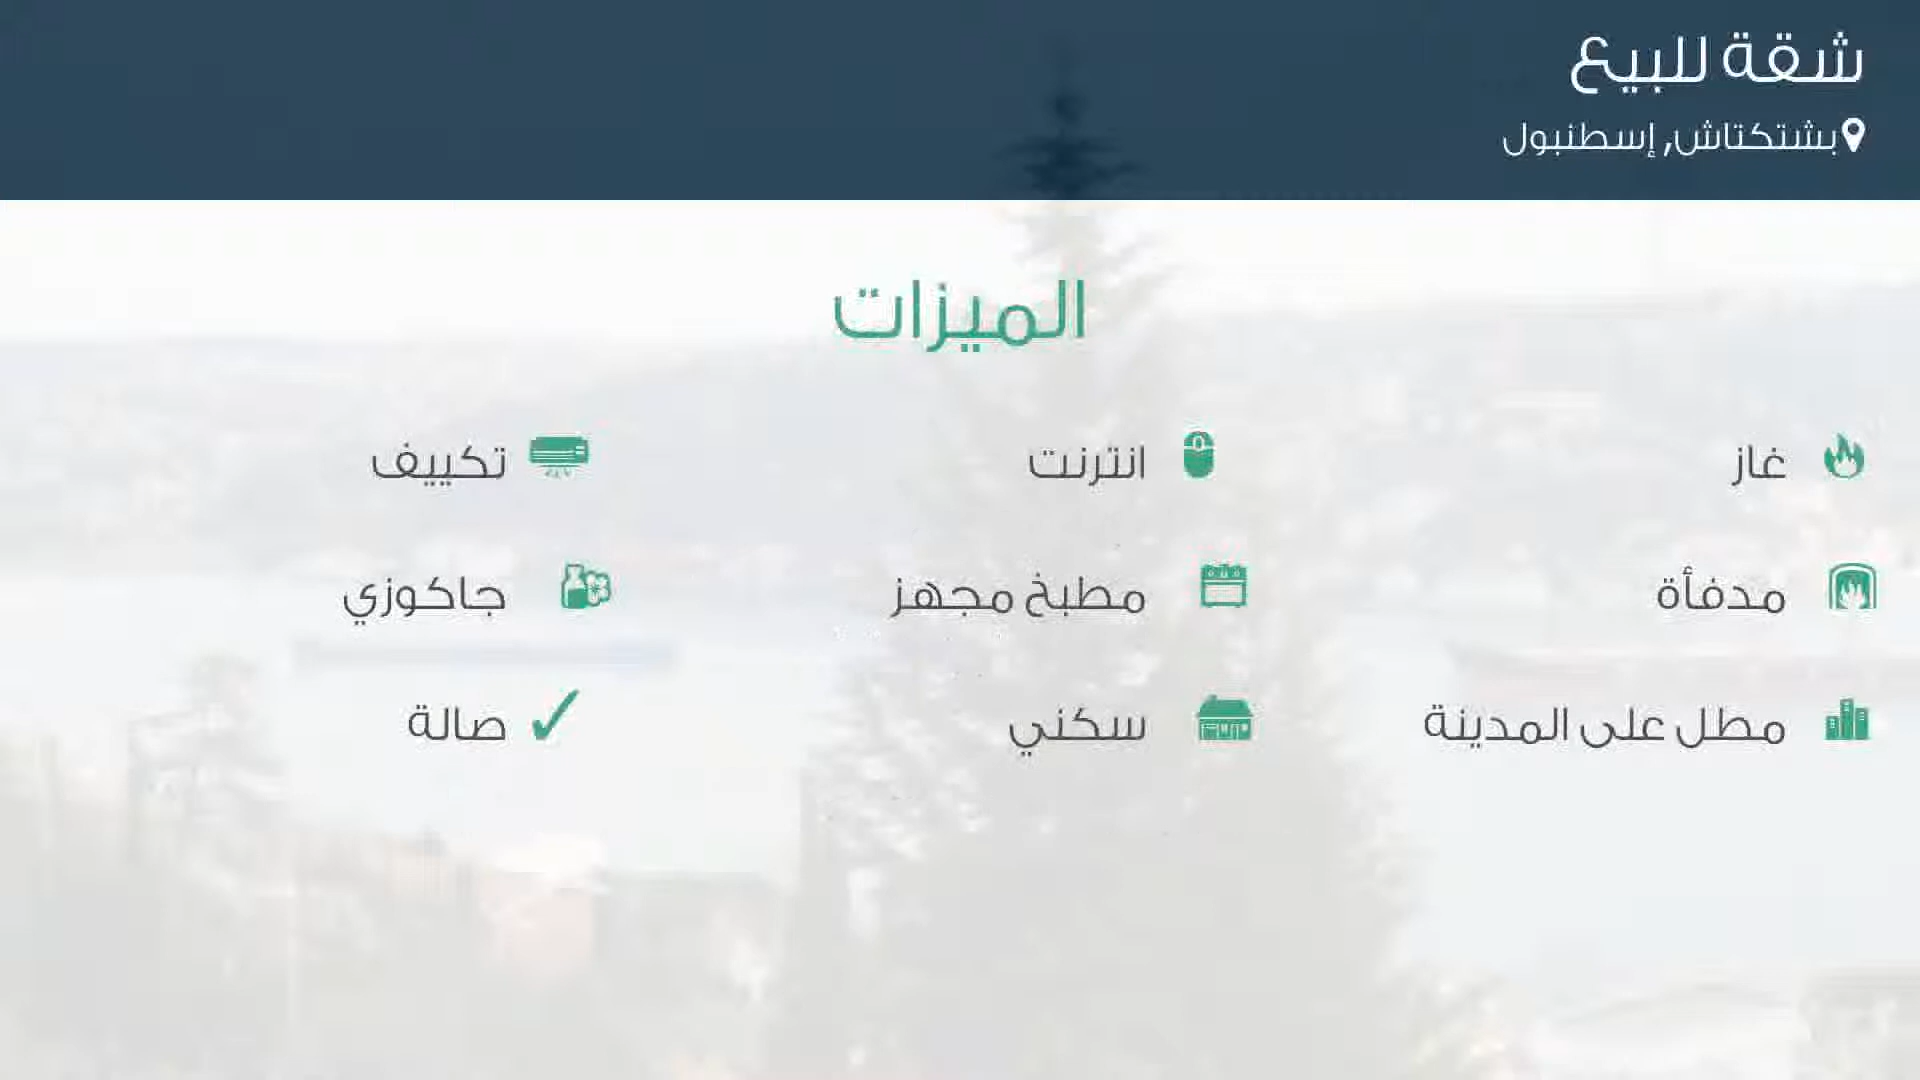 شقة للبيع
بشتكتاش, إسطنبول
الميزات
غاز
انترنت
تكييف
مدفأة
مطبخ مجهز
جاكوزي
مطل على المدينة
سكني
صالة